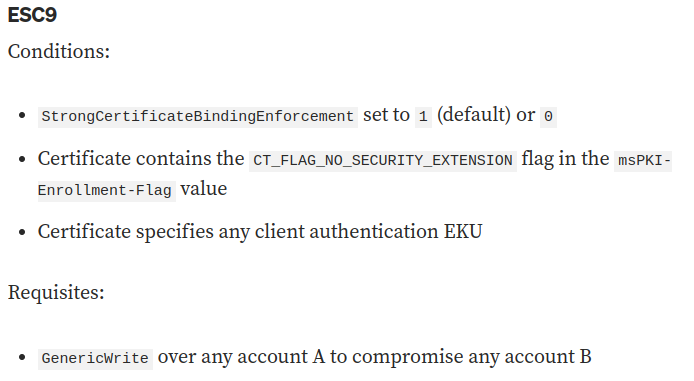 ESC9
Conditions:
• StrongCertificateBindingEnforcement set to 1 (default) or 0
• Certificate contains the CT_FLAG_NO_SECURITY_EXTENSION flag in the msPKI-
Enrollment-Flag value
• Certificate specifies any client authentication EKU
Requisites:
• GenericWrite over any account A to compromise any account B